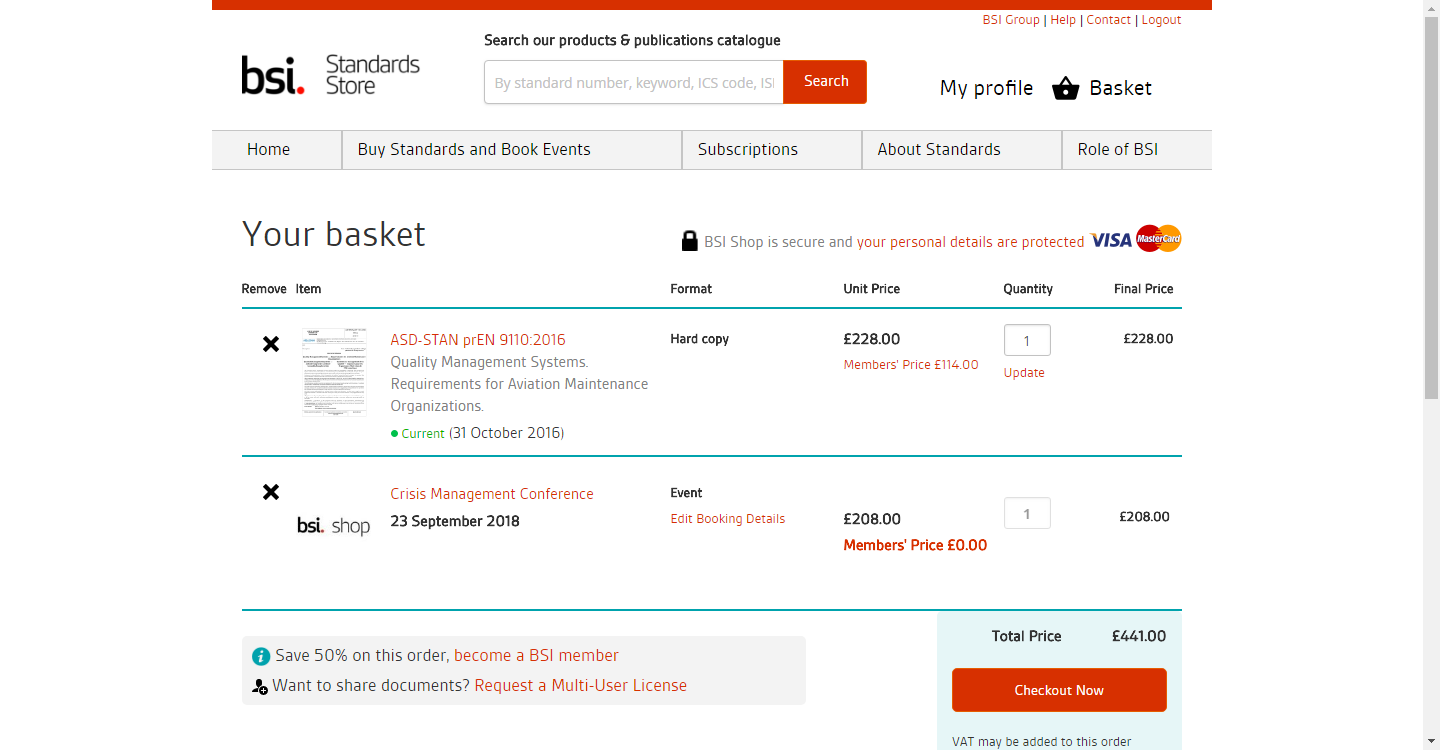 BSI Group | Help | Contact | Logout
Search our products & publications catalogue
bsi. Standards Store
By standard number, keyword, ICS code, ISI
Search
My profile
Basket
Home
Buy Standards and Book Events
Subscriptions
About Standards
Role of BSI
Your basket
BSI Shop is secure and your personal details are protected
VISA MasterCard
Remove Item Format Unit Price Quantity Final Price
ASD-STAN prEN 9110:2016 Hard copy £228.00 1 £228.00
Quality Management Systems.
Members' Price £114.00
Update
Requirements for Aviation Maintenance
Organizations.
Current (31 October 2016)
Crisis Management Conference Event
23 September 2018
Edit Booking Details
bsi. shop
£208.00 1 £208.00
Members' Price £0.00
Total Price £441.00
Save 50% on this order, become a BSI member
Want to share documents? Request a Multi-User License
Checkout Now
VAT may be added to this order